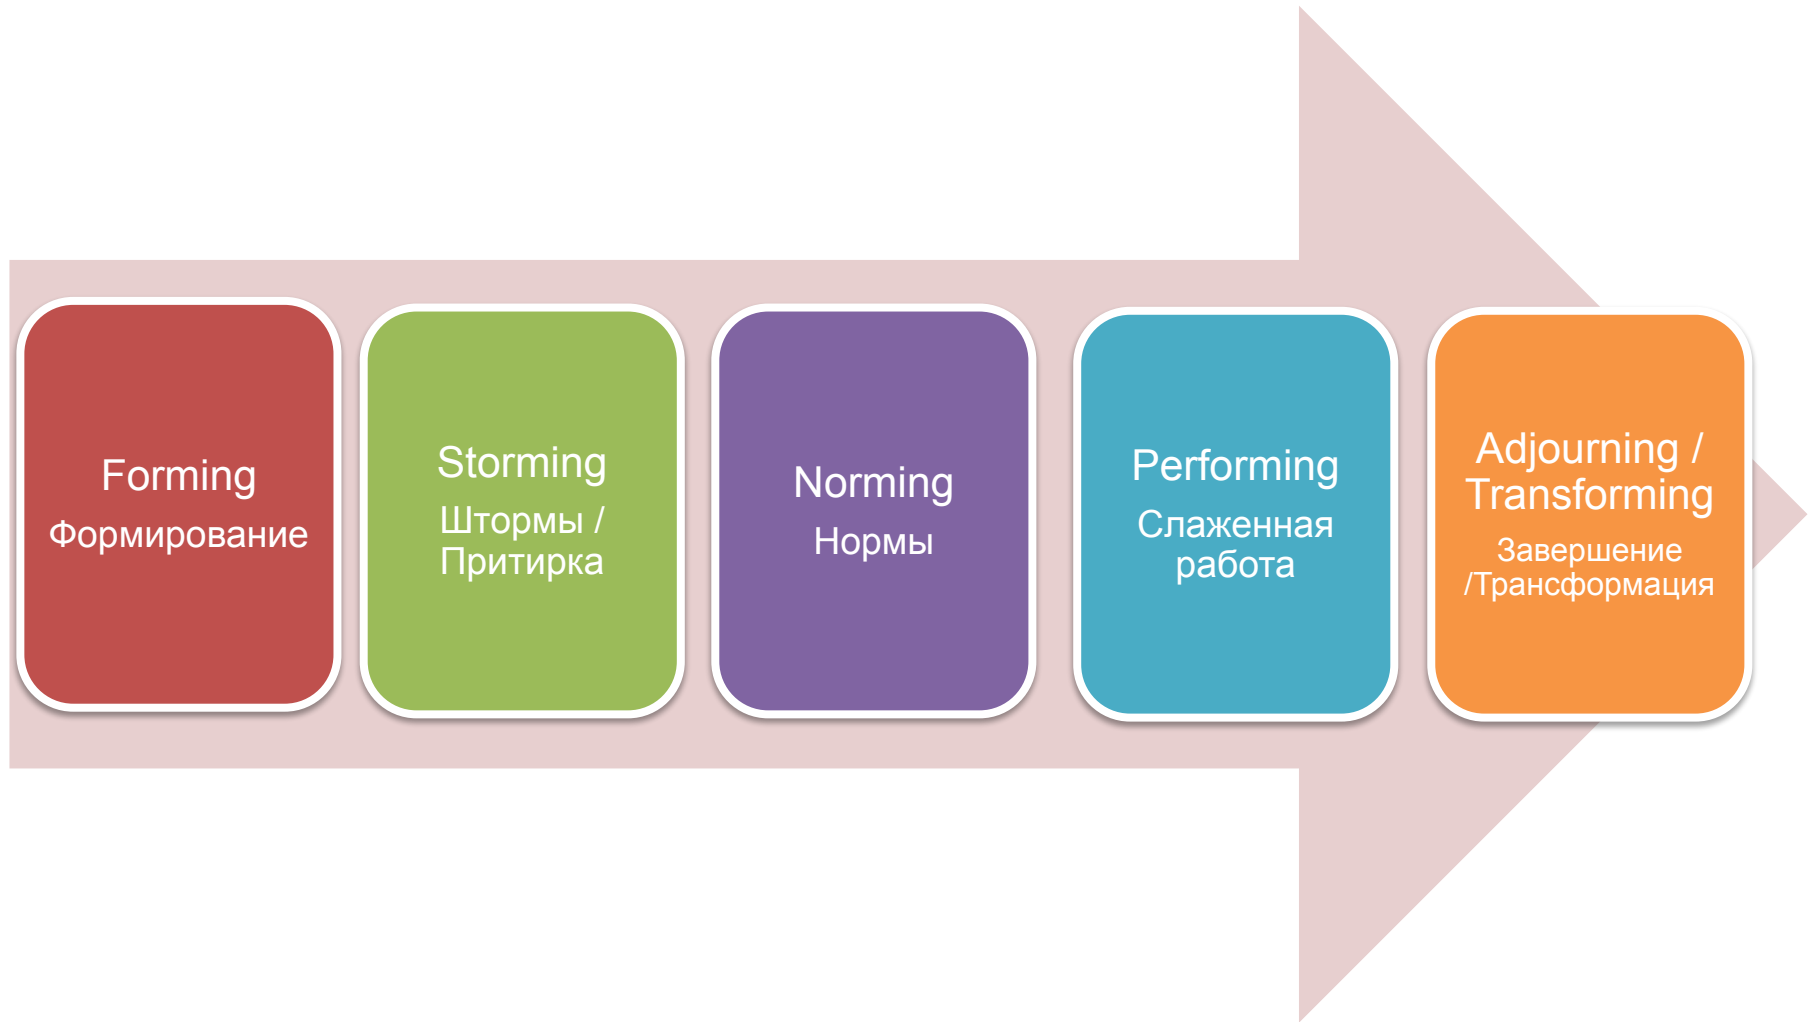 Forming
Формирование
Storming
Штормы /
Притирка
Norming
Нормы
Performing
Слаженная
работа
Adjourning /
Transforming
Завершение
/Трансформация